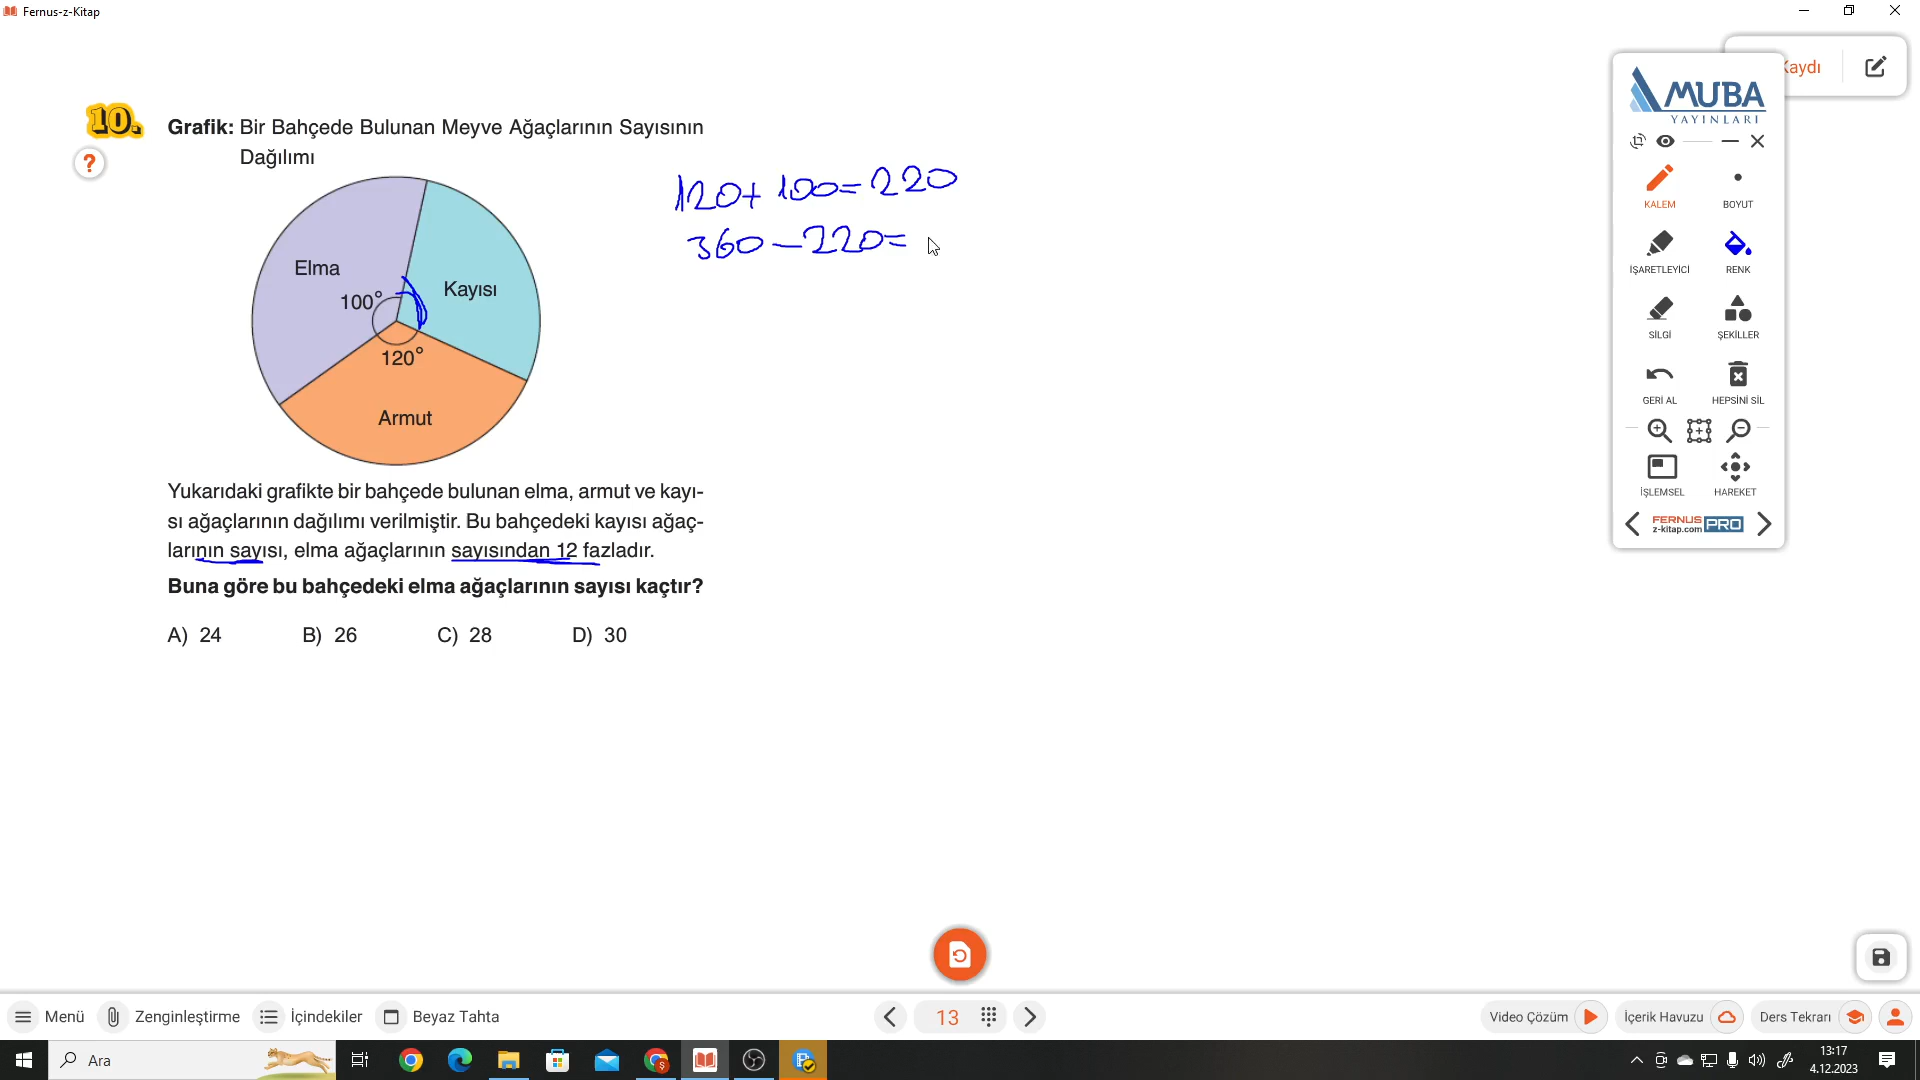 Fernus-z-Kitap
Kaydı
MUBA
YAYINLARI
10.
Grafik: Bir Bahçede Bulunan Meyve Ağaçlarının Sayısının
Dağılımı
?
120+ 100=220
360-220=
Elma
100°
Kayısı
120°
Armut
Yukarıdaki grafikte bir bahçede bulunan elma, armut ve kayı-
sı ağaçlarının dağılımı verilmiştir. Bu bahçedeki kayısı ağaç-
larının sayısı, elma ağaçlarının sayısından 12 fazladır.
Buna göre bu bahçedeki elma ağaçlarının sayısı kaçtır?
A) 24 B) 26 C) 28 D) 30
KALEM BOYUT
İŞARETLEYİCİ RENK
SİLGİ ŞEKİLLER
GERİ AL HEPSİNİ SİL
İŞLEMSEL HAREKET
FERNUS
z-kitap.com PRO
Menü Zenginleştirme İçindekiler Beyaz Tahta 13 Video Çözüm İçerik Havuzu Ders Tekrarı
Ara
13:17
4.12.2023